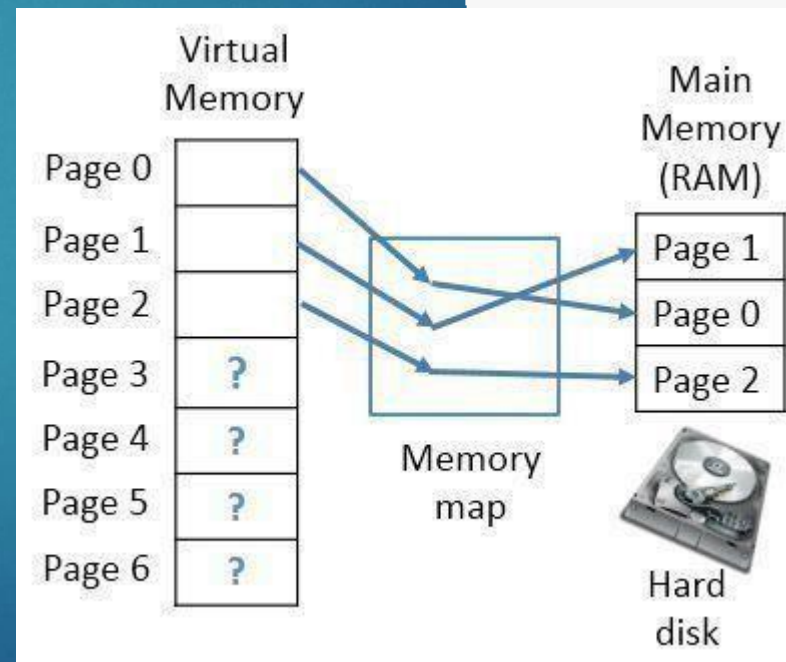 Virtual
Memory
Page 0
Page 1
Page 2
Page 3 ?
Page 4 ?
Page 5 ?
Page 6 ?
Memory
map
Main
Memory
(RAM)
Page 1
Page 0
Page 2
Hard
disk